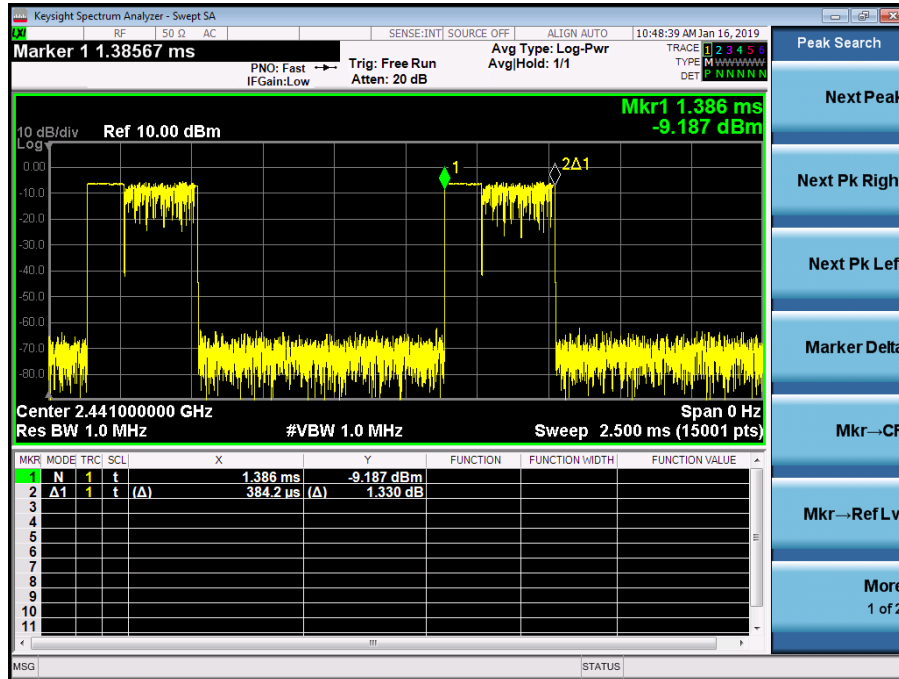 Keysight Spectrum Analyzer - Swept SA
LXI RF 50 Ω AC SENSE:INT SOURCE OFF ALIGN AUTO 10:48:39 AM Jan 16, 2019
Marker 1 1.38567 ms
PNO: Fast
IFGain:Low
Trig: Free Run
Atten: 20 dB
Avg Type: Log-Pwr
Avg|Hold: 1/1
TRACE 1 2 3 4 5 6
TYPE M WWWWW
DET P N N N N N
Mkr1 1.386 ms
-9.187 dBm
10 dB/div Ref 10.00 dBm
Log
0.00
-10.0
-20.0
-30.0
-40.0
-50.0
-60.0
-70.0
-80.0
1
2Δ1
Center 2.441000000 GHz Span 0 Hz
Res BW 1.0 MHz #VBW 1.0 MHz Sweep 2.500 ms (15001 pts)
MKR MODE TRC SCL X Y FUNCTION FUNCTION WIDTH FUNCTION VALUE
1 N 1 t 1.386 ms -9.187 dBm
2 Δ1 1 t (Δ) 384.2 µs (Δ) 1.330 dB
3
4
5
6
7
8
9
10
11
MSG STATUS
Peak Search
Next Peak
Next Pk Righ
Next Pk Lef
Marker Delta
Mkr→CF
Mkr→Ref Lv
More
1 of 2